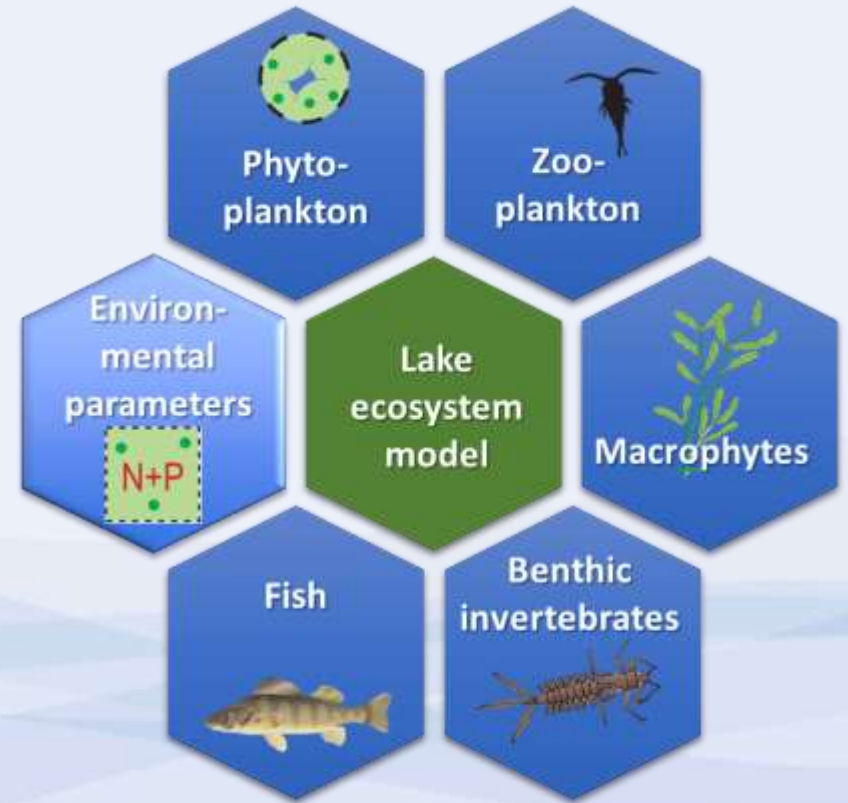 Phyto-
plankton
Zoo-
plankton
Environ-
mental
parameters
N+P
Lake
ecosystem
model
Macrophytes
Fish
Benthic
invertebrates